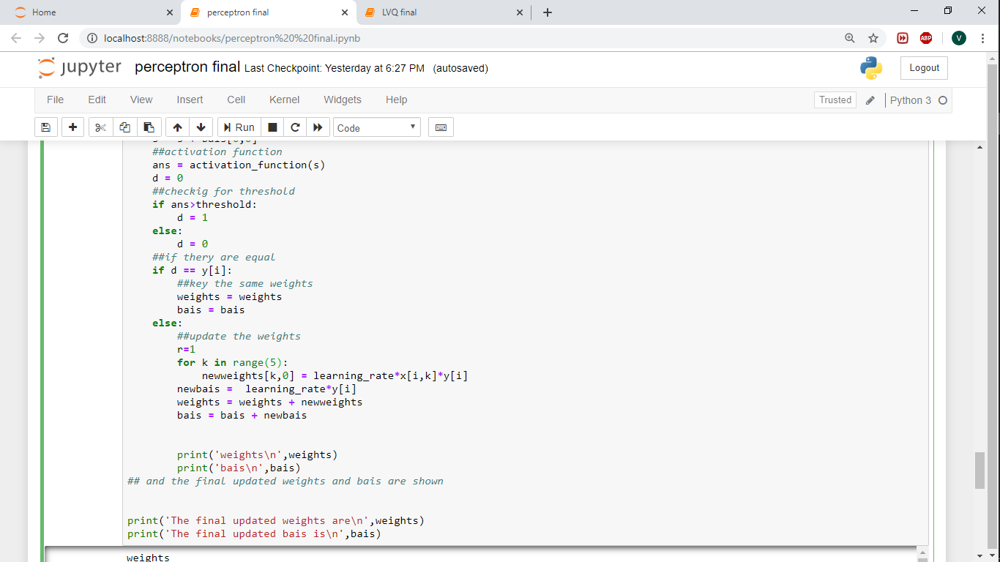 Home
perceptron final
LVQ final
localhost:8888/notebooks/perceptron%20%20final.ipynb
ABP
V
jupyter perceptron final Last Checkpoint: Yesterday at 6:27 PM (autosaved)
Logout
File Edit View Insert Cell Kernel Widgets Help
Trusted
Python 3
Run
Code
##activation function
ans = activation_function(s)
d = 0
##checkig for threshold
if ans>threshold:
d = 1
else:
d = 0
##if thery are equal
if d == y[i]:
##key the same weights
weights = weights
bais = bais
else:
##update the weights
r=1
for k in range(5):
newweights[k,0] = learning_rate*x[i,k]*y[i]
newbais =  learning_rate*y[i]
weights = weights + newweights
bais = bais + newbais
print('weights\n',weights)
print('bais\n',bais)
## and the final updated weights and bais are shown
print('The final updated weights are\n',weights)
print('The final updated bais is\n',bais)
weights